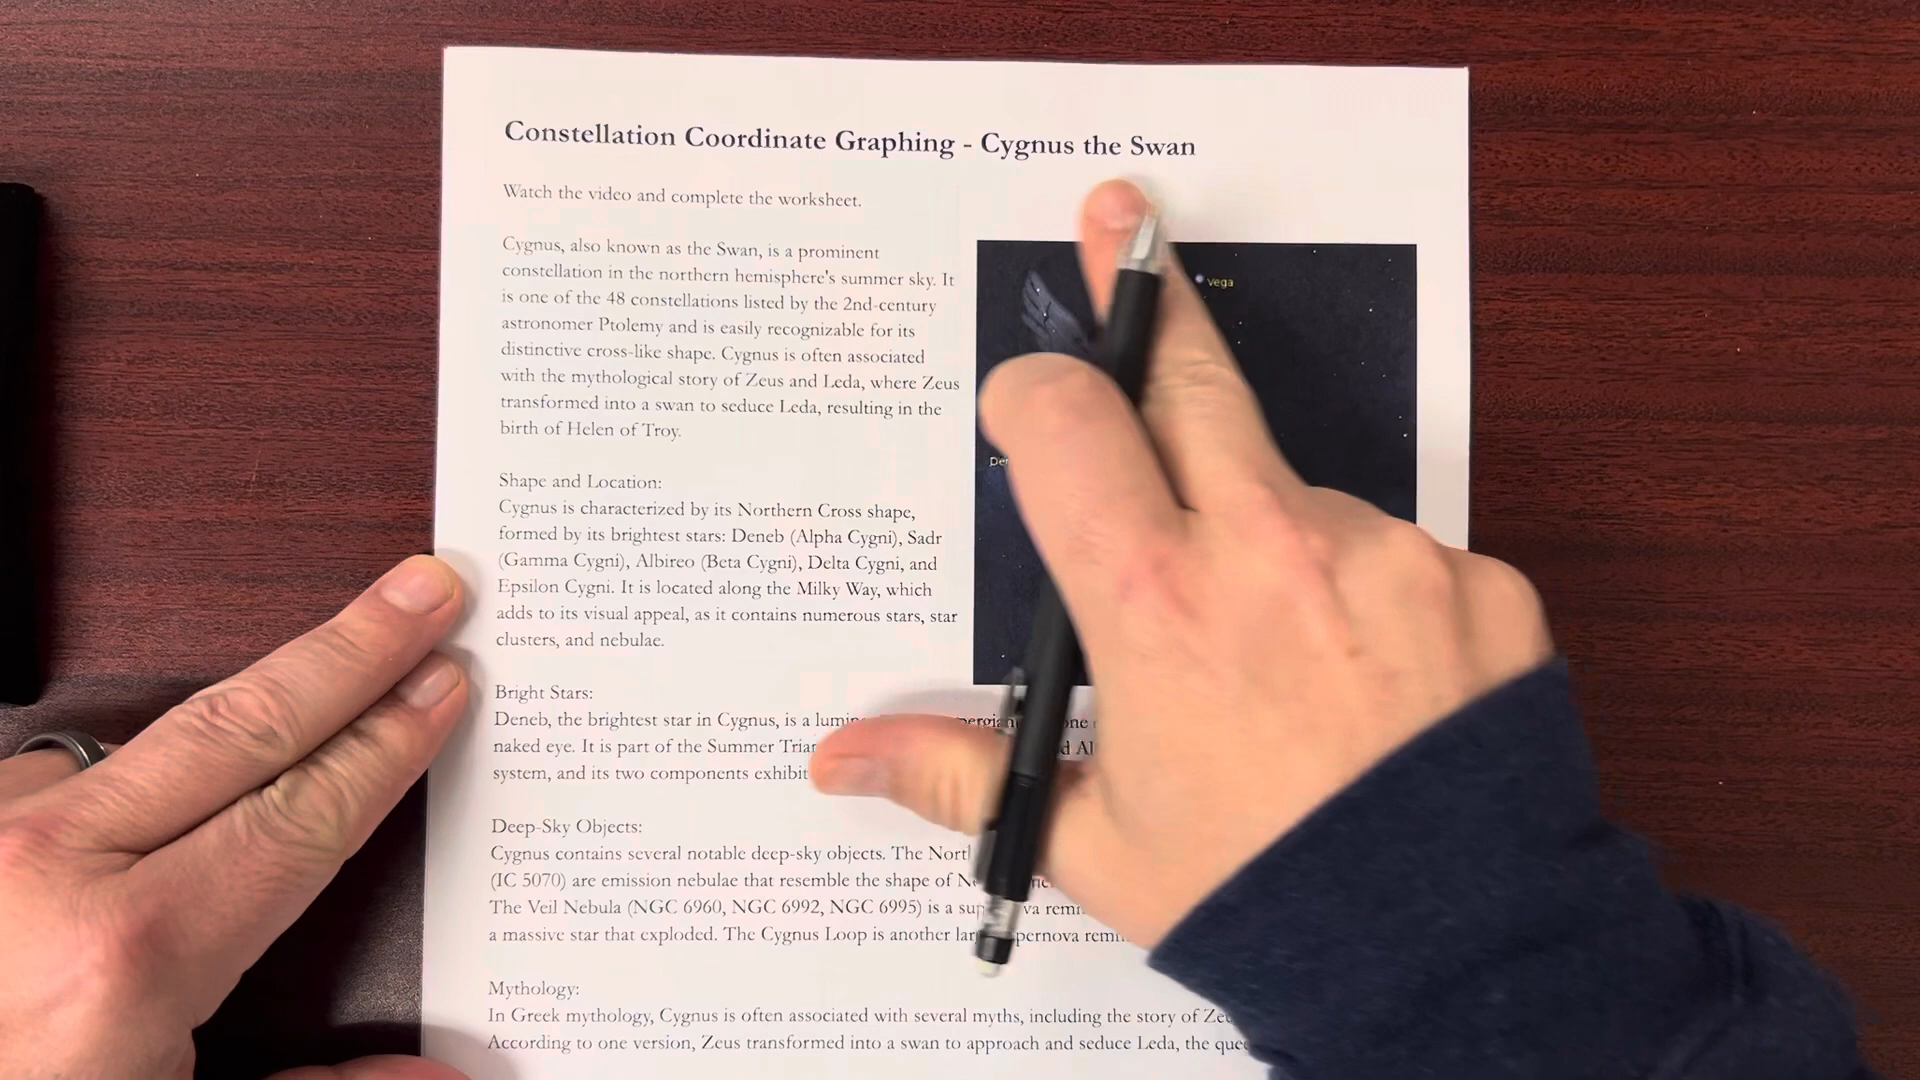 Constellation Coordinate Graphing - Cygnus the Swan
Watch the video and complete the worksheet.
Cygnus, also known as the Swan, is a prominent
constellation in the northern hemisphere's summer sky. It
is one of the 48 constellations listed by the 2nd-century
astronomer Ptolemy and is easily recognizable for its
distinctive cross-like shape. Cygnus is often associated
with the mythological story of Zeus and Leda, where Zeus
transformed into a swan to seduce Leda, resulting in the
birth of Helen of Troy.
Vega
Shape and Location:
Cygnus is characterized by its Northern Cross shape,
formed by its brightest stars: Deneb (Alpha Cygni), Sadr
(Gamma Cygni), Albireo (Beta Cygni), Delta Cygni, and
Epsilon Cygni. It is located along the Milky Way, which
adds to its visual appeal, as it contains numerous stars, star
clusters, and nebulae.
Bright Stars:
Deneb, the brightest star in Cygnus, is a one
naked eye. It is part of the Summer
system, and its two components exhibit
Deep-Sky Objects:
Cygnus contains several notable deep-sky objects. The
(IC 5070) are emission nebulae that resemble the shape of
The Veil Nebula (NGC 6960, NGC 6992, NGC 6995) is a
a massive star that exploded. The Cygnus Loop is another
Mythology:
In Greek mythology, Cygnus is often associated with several myths, including the story of
According to one version, Zeus transformed into a swan to approach and seduce Leda, the